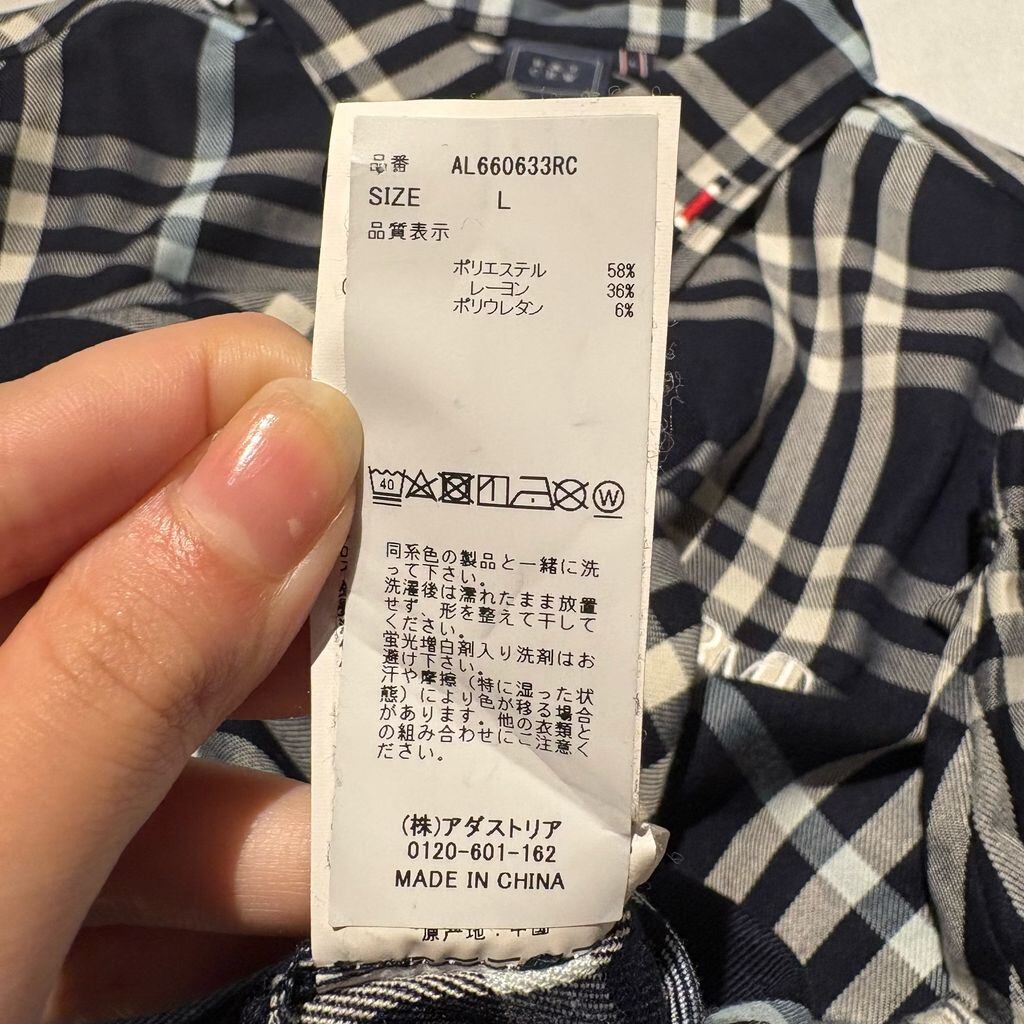 品番 AL660633RC
SIZE L
品質表示
ポリエステル 58%
レーヨン 36%
ポリウレタン 6%
40
W
同系色の製品と一緒に洗
って下さい。
洗濯後は濡れたまま放置
せず、形を整えて干して
ください。
蛍光増白剤入り洗剤はお
避け下さい。
汗や摩擦（特に湿った状
態）により色が移る場合
があります。他の衣類と
の組み合わせにご注意く
ださい。
(株)アダストリア
0120-601-162
MADE IN CHINA
原産地：中国